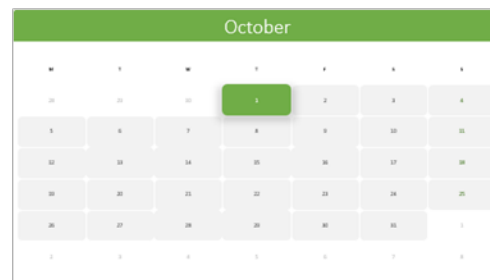 October
M T W T F S S
28 29 30 1 2 3 4
5 6 7 8 9 10 11
12 13 14 15 16 17 18
19 20 21 22 23 24 25
26 27 28 29 30 31 1
2 3 4 5 6 7 8